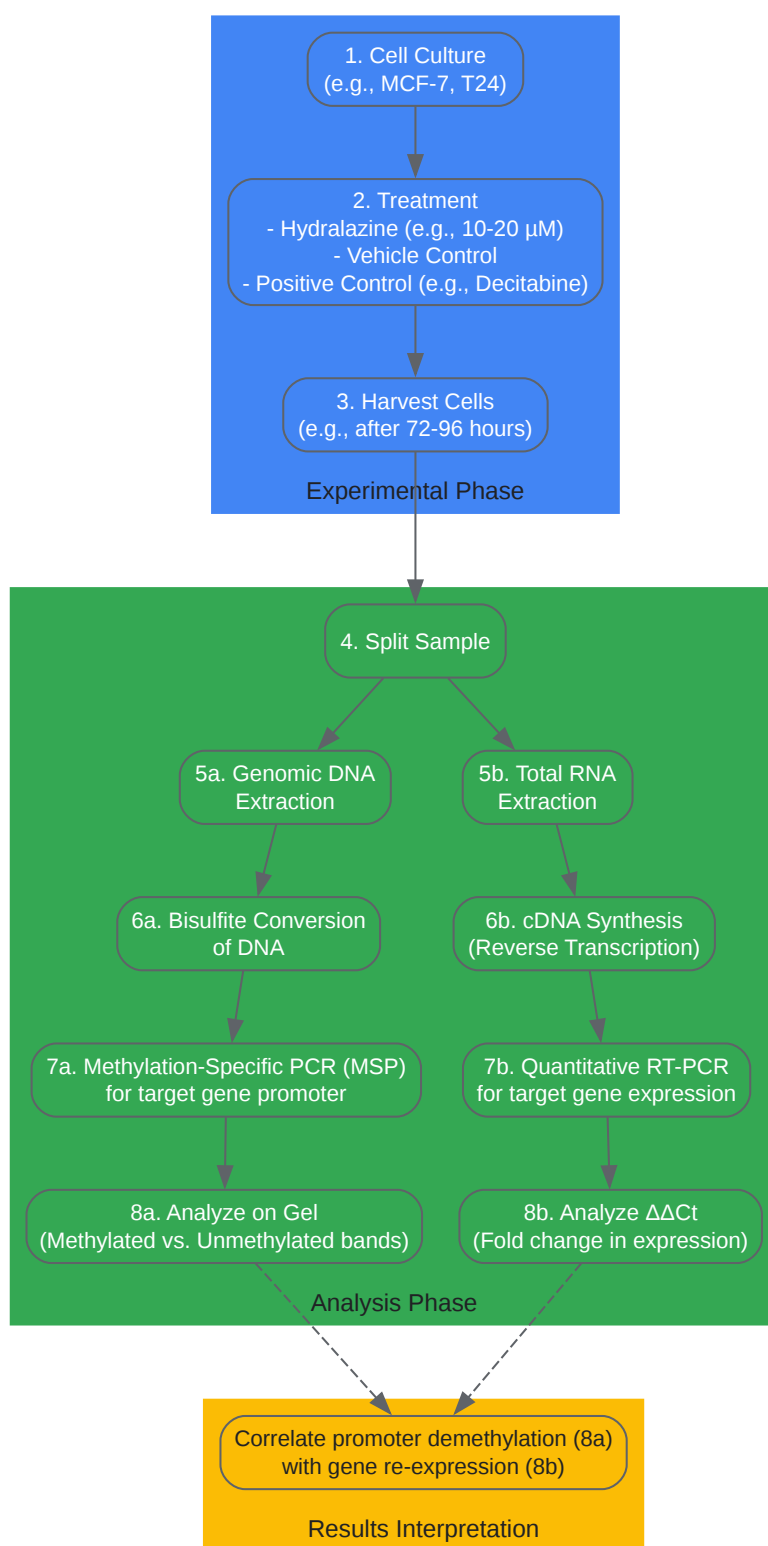 1. Cell Culture
(e.g., MCF-7, T24)
2. Treatment
- Hydralazine (e.g., 10-20 µM)
- Vehicle Control
- Positive Control (e.g., Decitabine)
3. Harvest Cells
(e.g., after 72-96 hours)
Experimental Phase
4. Split Sample
5a. Genomic DNA
Extraction
5b. Total RNA
Extraction
6a. Bisulfite Conversion
of DNA
6b. cDNA Synthesis
(Reverse Transcription)
7a. Methylation-Specific PCR (MSP)
for target gene promoter
7b. Quantitative RT-PCR
for target gene expression
8a. Analyze on Gel
(Methylated vs. Unmethylated bands)
8b. Analyze ΔΔCt
(Fold change in expression)
Analysis Phase
Correlate promoter demethylation (8a)
with gene re-expression (8b)
Results Interpretation